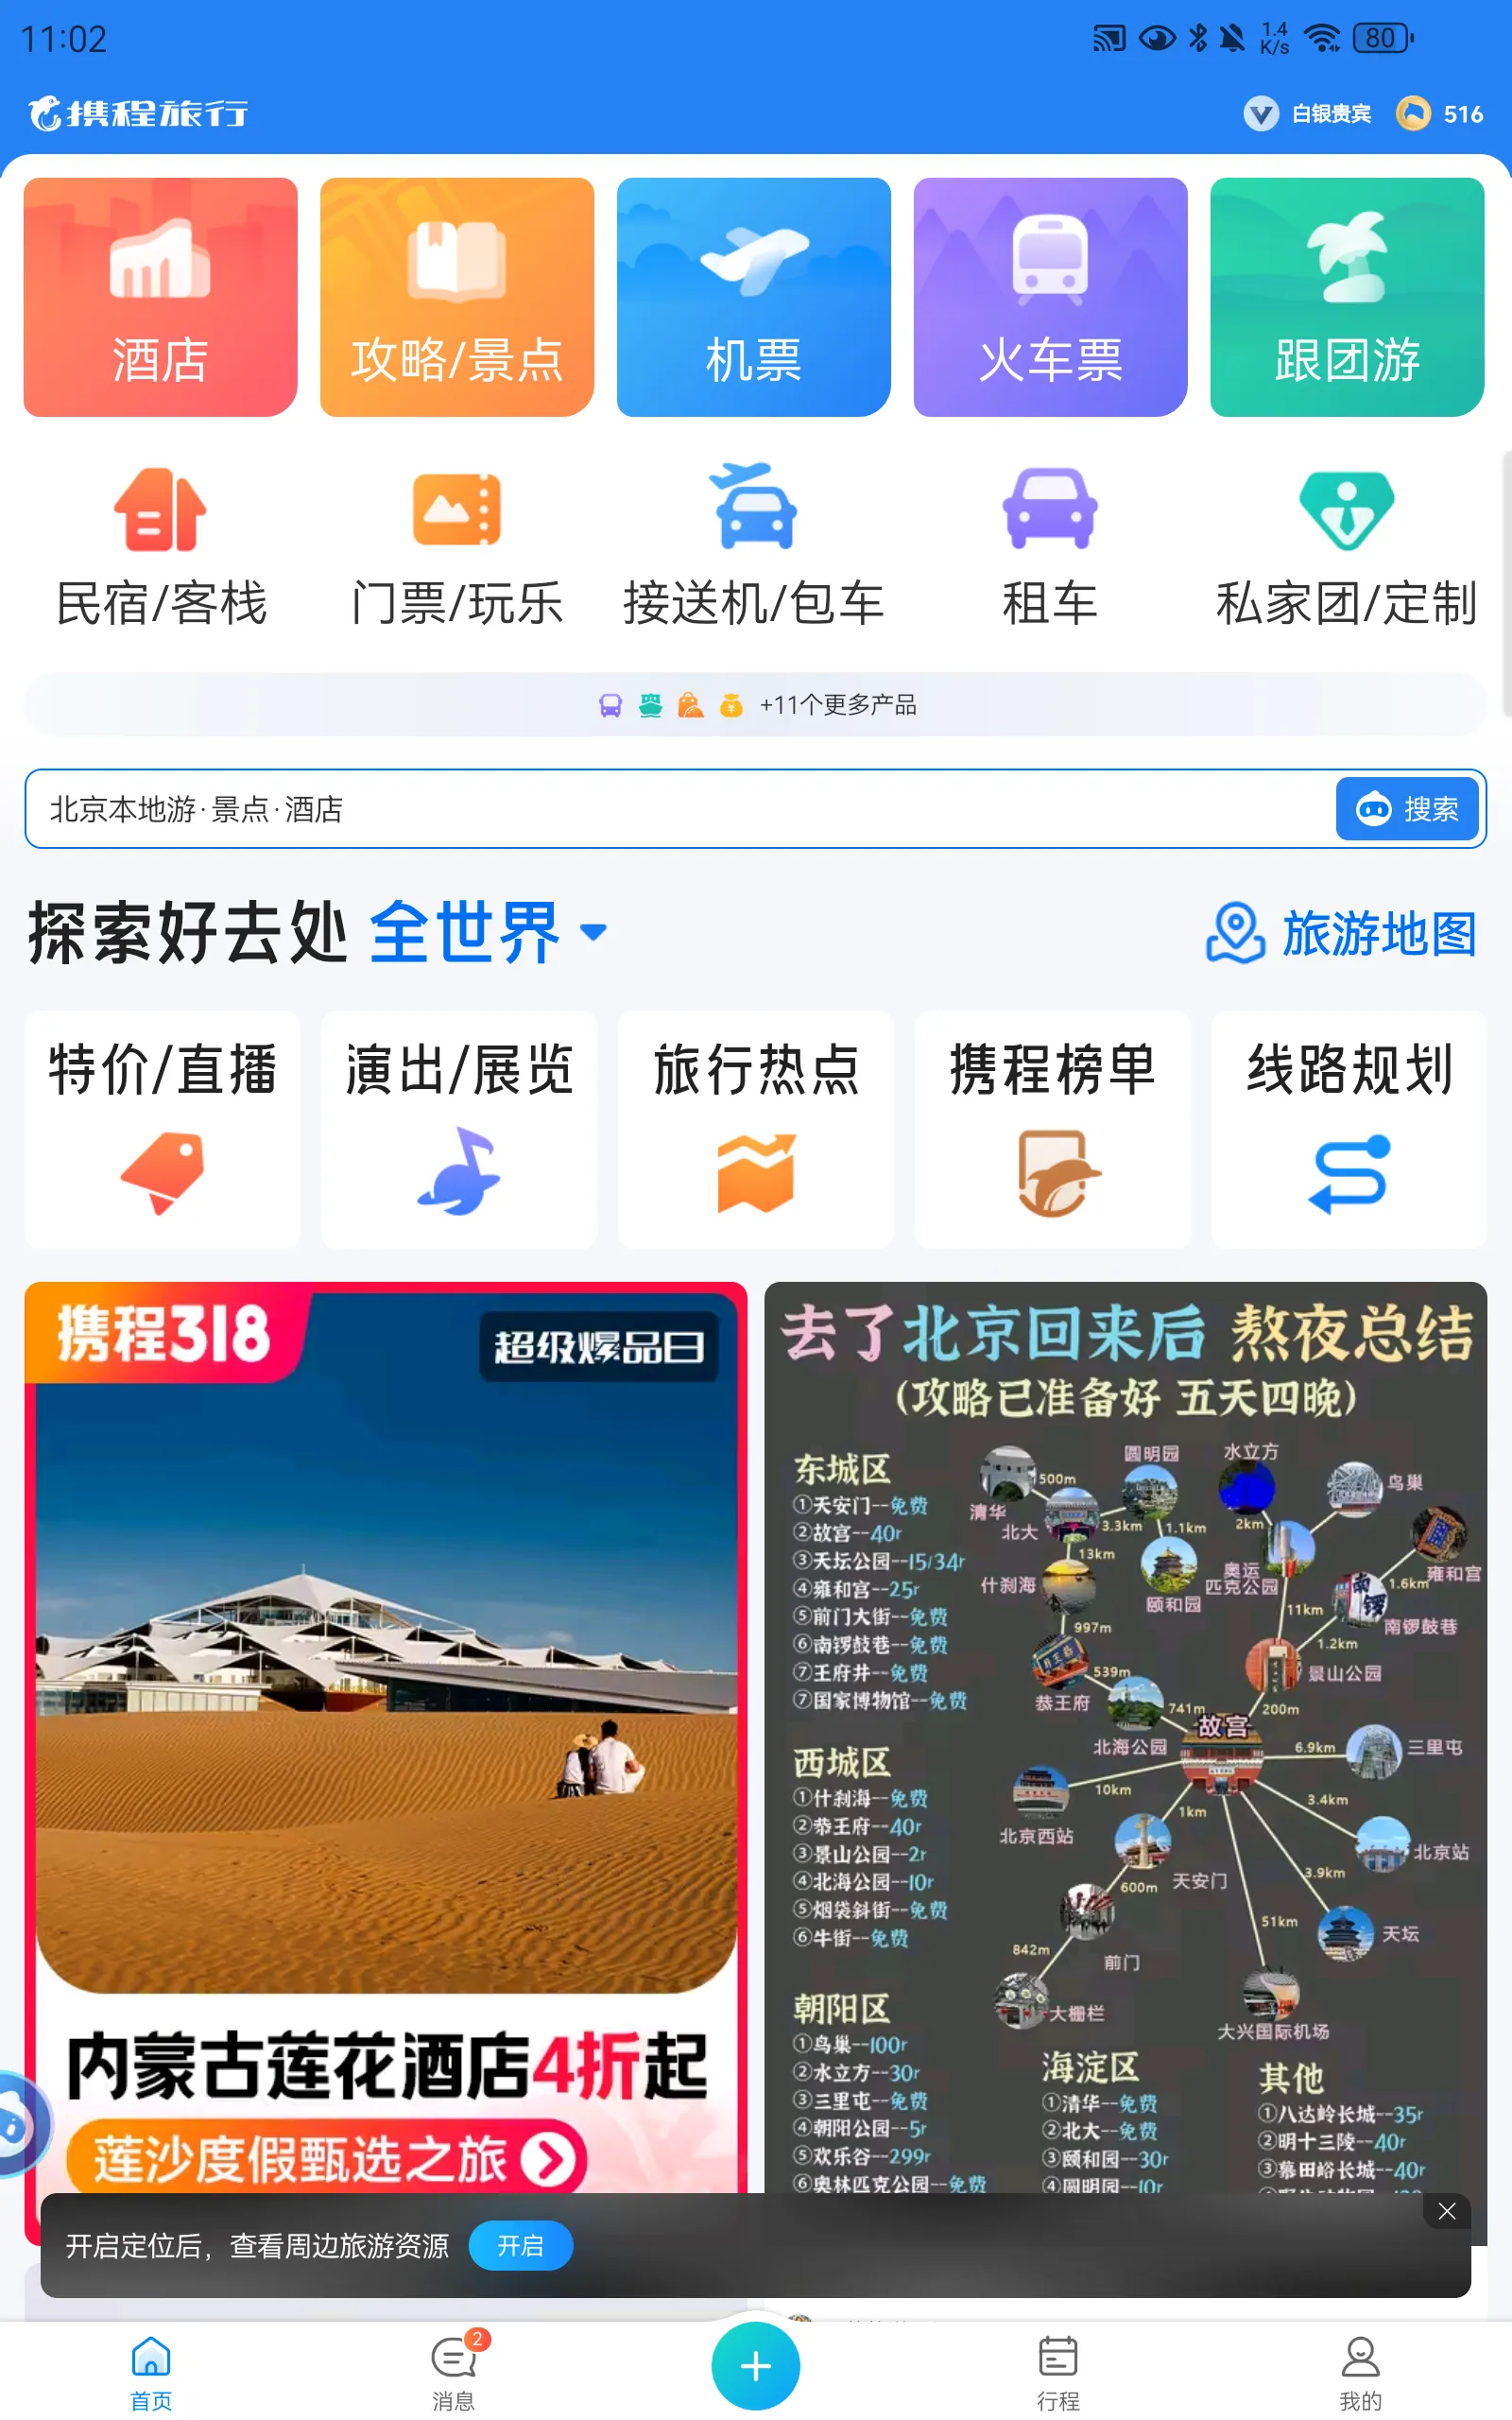 11:02
1.4 K/s
80
携程旅行
白银贵宾 516
酒店 攻略/景点 机票 火车票 跟团游
民宿/客栈 门票/玩乐 接送机/包车 租车 私家团/定制
+11个更多产品
北京本地游·景点·酒店 搜索
探索好去处 全世界 旅游地图
特价/直播 演出/展览 旅行热点 携程榜单 线路规划
携程318
超级爆品日
内蒙古莲花酒店4折起
莲沙度假甄选之旅
去了北京回来后 熬夜总结
(攻略已准备好 五天四晚)
东城区
①天安门--免费
②故宫--40r
③天坛公园--15/34r
④雍和宫--25r
⑤前门大街--免费
⑥南锣鼓巷--免费
⑦王府井--免费
⑦国家博物馆--免费
西城区
①什刹海--免费
②恭王府--40r
③景山公园--2r
④北海公园--10r
⑤烟袋斜街--免费
⑥牛街--免费
朝阳区
①鸟巢--100r
②水立方--30r
③三里屯--免费
④朝阳公园--5r
⑤欢乐谷--299r
⑥奥林匹克公园--免费
清华
500m
北大
圆明园
3.3km
1.1km
水立方
2km
鸟巢
13km
什刹海
颐和园
奥运
匹克公园
雍和宫
1.6km
南锣鼓巷
11km
1.2km
997m
恭王府
539m
景山公园
北海公园
741m
200m
故宫
6.9km
三里屯
10km
北京西站
1km
3.4km
北京站
天安门
600m
3.9km
天坛
51km
前门
842m
大栅栏
大兴国际机场
海淀区
①清华--免费
②北大--免费
③颐和园--30r
④圆明园--10r
其他
①八达岭长城--35r
②明十三陵--40r
③慕田峪长城--40r
开启定位后，查看周边旅游资源 开启
首页 消息 2 行程 我的